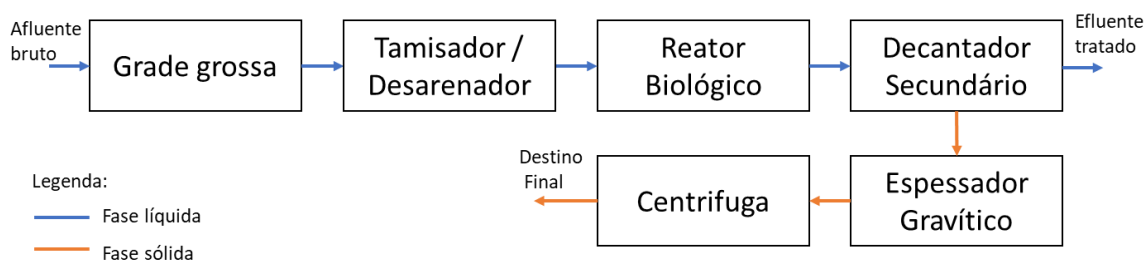 Afluente
bruto
Grade grossa
Tamisador /
Desarenador
Reator
Biológico
Decantador
Secundário
Efluente
tratado
Destino
Final
Centrifuga
Espessador
Gravítico
Legenda:
Fase líquida
Fase sólida